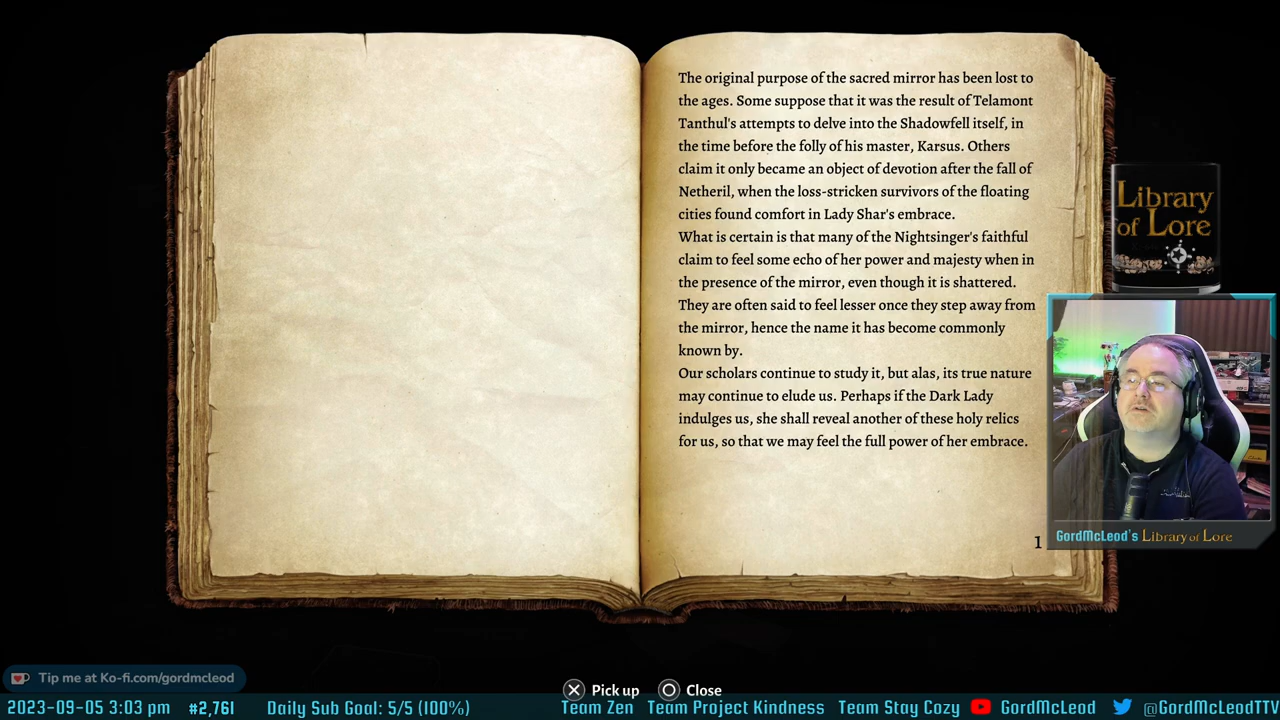 The original purpose of the sacred mirror has been lost to
the ages. Some suppose that it was the result of Telamont
Tanthul's attempts to delve into the Shadowfell itself, in
the time before the folly of his master, Karsus. Others
claim it only became an object of devotion after the fall of
Netheril, when the loss-stricken survivors of the floating
cities found comfort in Lady Shar's embrace.
What is certain is that many of the Nightsinger's faithful
claim to feel some echo of her power and majesty when in
the presence of the mirror, even though it is shattered.
They are often said to feel lesser once they step away from
the mirror, hence the name it has become commonly
known by.
Our scholars continue to study it, but alas, its true nature
may continue to elude us. Perhaps if the Dark Lady
indulges us, she shall reveal another of these holy relics
for us, so that we may feel the full power of her embrace.
1
Library
of Lore
GordMcLeod's Library of Lore
Tip me at Ko-fi.com/gordmcleod
Pick up Close
2023-09-05 3:03 pm #2,761 Daily Sub Goal: 5/5 (100%) Team Zen Team Project Kindness Team Stay Cozy GordMcLeod @GordMcLeodTTV